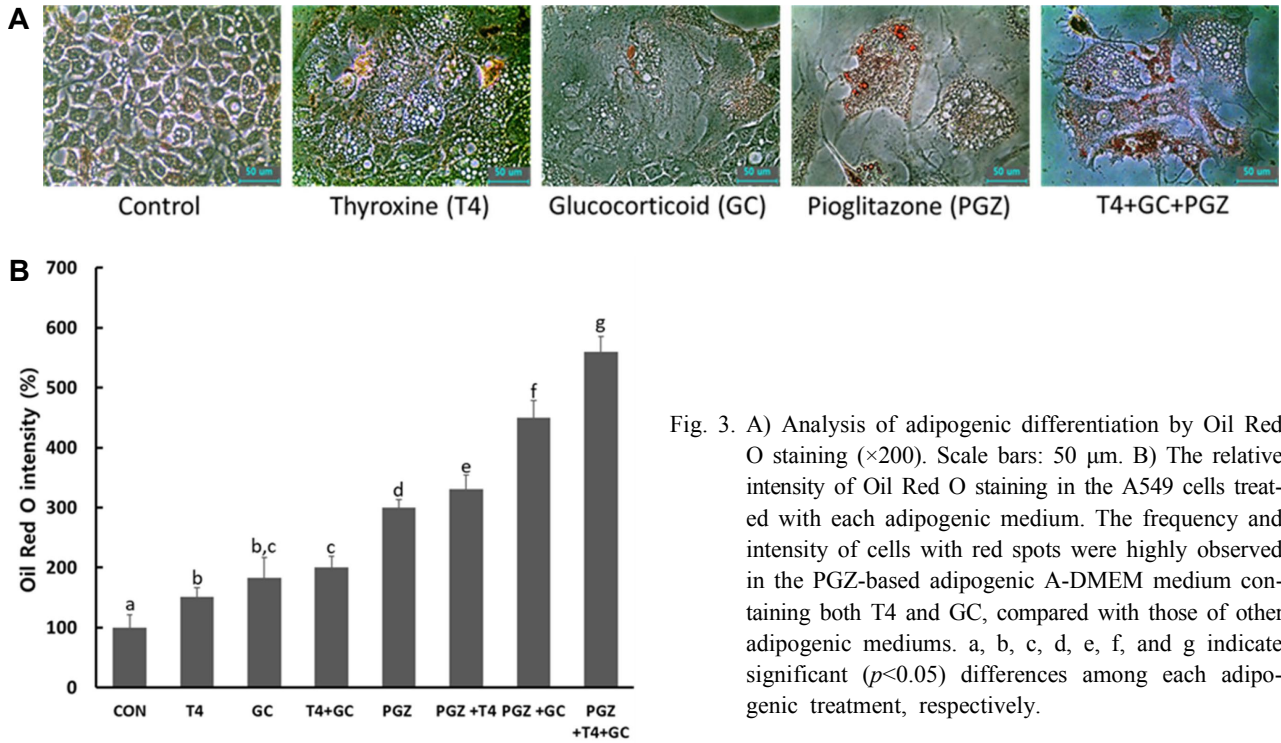 A
50 um
50 um
50 um
50 um
50 um
Control
Thyroxine (T4)
Glucocorticoid (GC)
Pioglitazone (PGZ)
T4+GC+PGZ
B
Oil Red O intensity (%)
700
600
500
400
300
200
100
0
a
b
b,c
c
d
e
f
g
CON
T4
GC
T4+GC
PGZ
PGZ +T4
PGZ +GC
PGZ
+T4+GC
Fig. 3. A) Analysis of adipogenic differentiation by Oil Red
O staining (×200). Scale bars: 50 μm. B) The relative
intensity of Oil Red O staining in the A549 cells treat-
ed with each adipogenic medium. The frequency and
intensity of cells with red spots were highly observed
in the PGZ-based adipogenic A-DMEM medium con-
taining both T4 and GC, compared with those of other
adipogenic mediums. a, b, c, d, e, f, and g indicate
significant (p<0.05) differences among each adipo-
genic treatment, respectively.